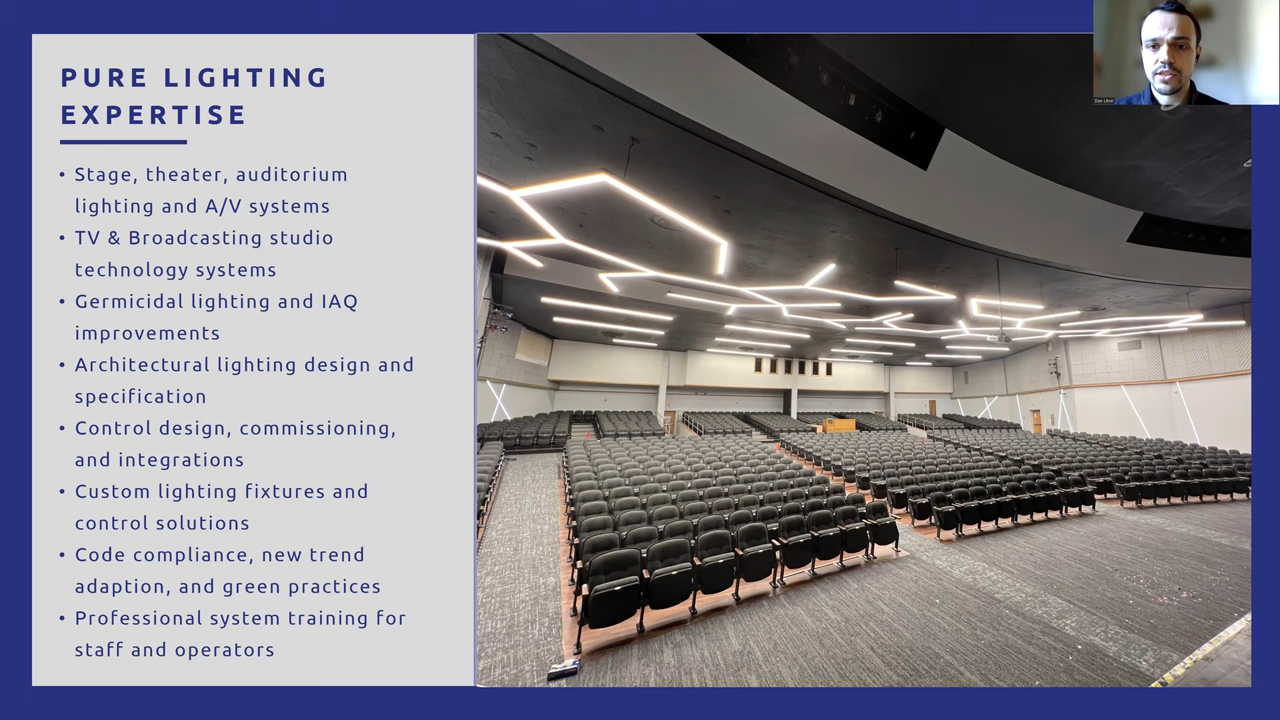 PURE LIGHTING
EXPERTISE
• Stage, theater, auditorium
lighting and A/V systems
• TV & Broadcasting studio
technology systems
• Germicidal lighting and IAQ
improvements
• Architectural lighting design and
specification
• Control design, commissioning,
and integrations
• Custom lighting fixtures and
control solutions
• Code compliance, new trend
adaption, and green practices
• Professional system training for
staff and operators